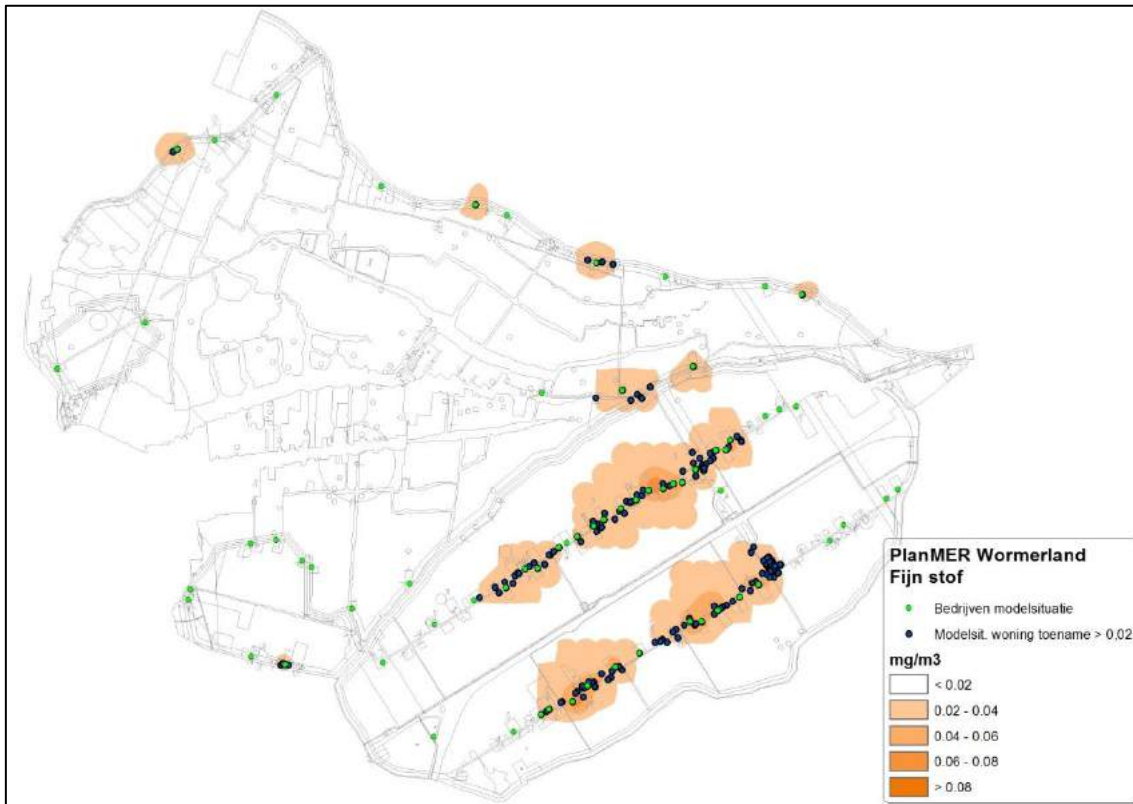 PlanMER Wormerland
Fijn stof
Bedrijven modelsituatie
Modelsit. woning toename > 0,02
mg/m3
< 0.02
0.02 - 0.04
0.04 - 0.06
0.06 - 0.08
> 0.08